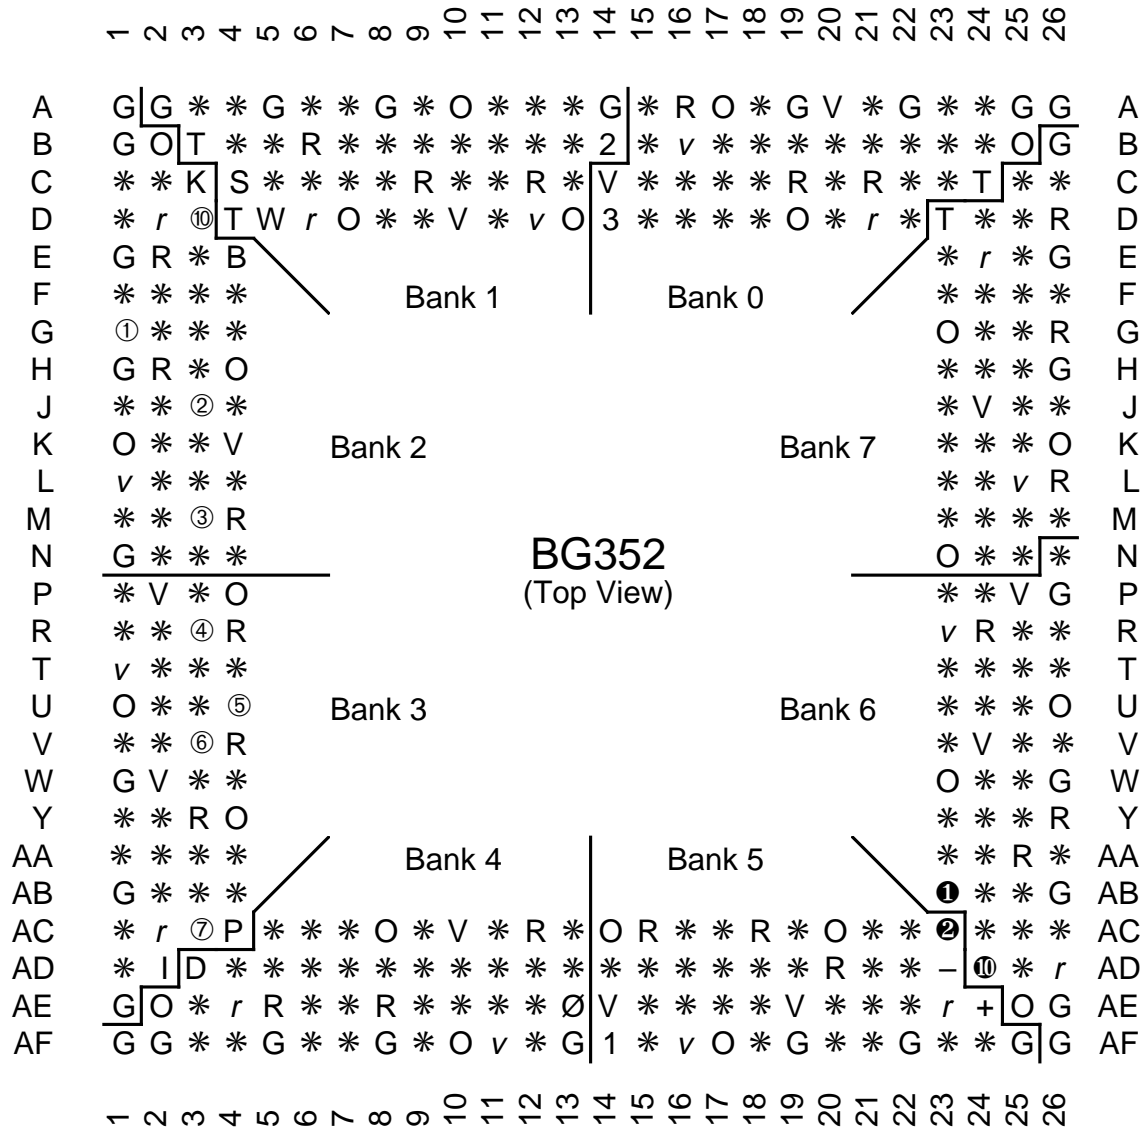 1 2 3 4 5 6 7 8 9 10 11 12 13 14 15 16 17 18 19 20 21 22 23 24 25 26
A G G ✳ ✳ G ✳ ✳ G ✳ O ✳ ✳ ✳ G ✳ R O ✳ G V ✳ G ✳ ✳ G G A
B G O T ✳ ✳ R ✳ ✳ ✳ ✳ ✳ ✳ ✳ 2 ✳ v ✳ ✳ ✳ ✳ ✳ ✳ ✳ ✳ O G B
C ✳ ✳ K S ✳ ✳ ✳ ✳ R ✳ ✳ R ✳ V ✳ ✳ ✳ ✳ R ✳ R ✳ ✳ T ✳ ✳ C
D ✳ r ⑩ T W r O ✳ ✳ V ✳ v O 3 ✳ ✳ ✳ ✳ O ✳ r ✳ T ✳ ✳ R D
E G R ✳ B ✳ r ✳ G E
F ✳ ✳ ✳ ✳ Bank 1 Bank 0 ✳ ✳ ✳ ✳ F
G ① ✳ ✳ ✳ O ✳ ✳ R G
H G R ✳ O ✳ ✳ ✳ G H
J ✳ ✳ ② ✳ ✳ V ✳ ✳ J
K O ✳ ✳ V Bank 2 Bank 7 ✳ ✳ ✳ O K
L v ✳ ✳ ✳ ✳ ✳ v R L
M ✳ ✳ ③ R ✳ ✳ ✳ ✳ M
N G ✳ ✳ ✳ BG352 O ✳ ✳ ✳ N
P ✳ V ✳ O (Top View) ✳ ✳ V G P
R ✳ ✳ ④ R v R ✳ ✳ R
T v ✳ ✳ ✳ ✳ ✳ ✳ ✳ T
U O ✳ ✳ ⑤ Bank 3 Bank 6 ✳ ✳ ✳ O U
V ✳ ✳ ⑥ R ✳ V ✳ ✳ V
W G V ✳ ✳ O ✳ ✳ G W
Y ✳ ✳ R O ✳ ✳ ✳ R Y
AA ✳ ✳ ✳ ✳ Bank 4 Bank 5 ✳ ✳ R ✳ AA
AB G ✳ ✳ ✳ ❶ ✳ ✳ G AB
AC ✳ r ⑦ P ✳ ✳ ✳ O ✳ V ✳ R ✳ O R ✳ ✳ R ✳ O ✳ ✳ ❷ ✳ ✳ ✳ AC
AD ✳ I D ✳ ✳ ✳ ✳ ✳ ✳ ✳ ✳ ✳ ✳ ✳ ✳ ✳ ✳ ✳ ✳ R ✳ ✳ – ❿ ✳ r AD
AE G O ✳ r R ✳ ✳ R ✳ ✳ ✳ ✳ Ø V ✳ ✳ ✳ ✳ V ✳ ✳ ✳ r + O G AE
AF G G ✳ ✳ G ✳ ✳ G ✳ O v ✳ G 1 ✳ v O ✳ G ✳ ✳ G ✳ ✳ G G AF
1 2 3 4 5 6 7 8 9 10 11 12 13 14 15 16 17 18 19 20 21 22 23 24 25 26